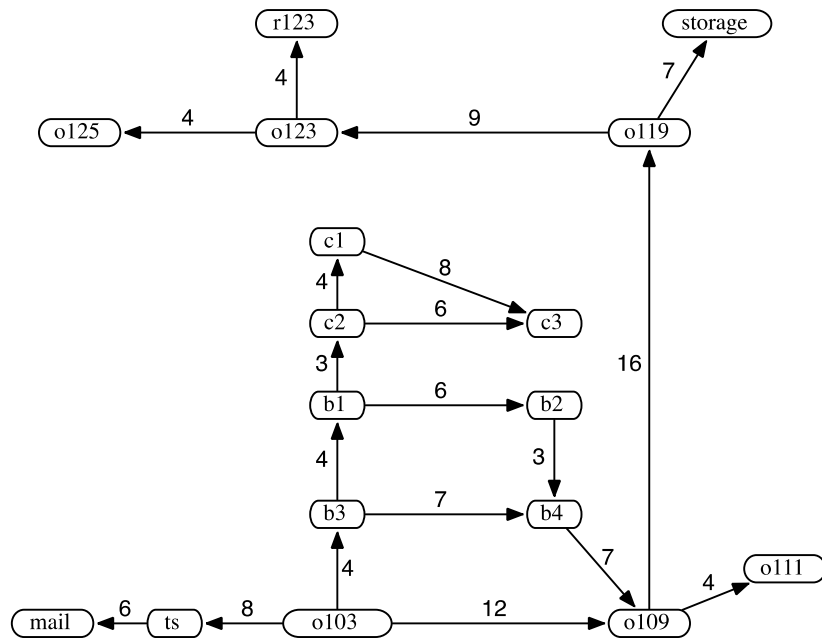 r123 storage
4 7
o125 4 o123 9 o119
c1
8
4
c2 6 c3
3 16
b1 6 b2
4 3
b3 7 b4
4 7 4 o111
mail 6 ts 8 o103 12 o109